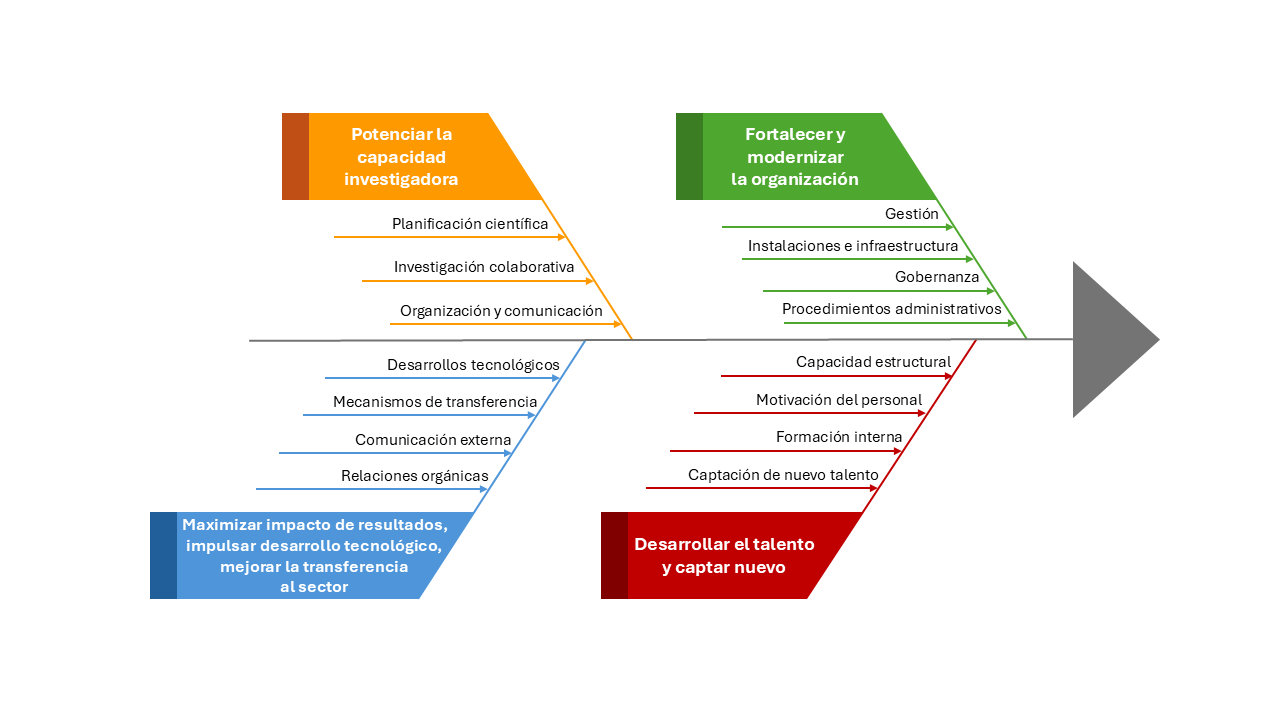 Potenciar la
capacidad
investigadora
Planificación científica
Investigación colaborativa
Organización y comunicación
Fortalecer y
modernizar
la organización
Gestión
Instalaciones e infraestructura
Gobernanza
Procedimientos administrativos
Desarrollos tecnológicos
Mecanismos de transferencia
Comunicación externa
Relaciones orgánicas
Maximizar impacto de resultados,
impulsar desarrollo tecnológico,
mejorar la transferencia
al sector
Capacidad estructural
Motivación del personal
Formación interna
Captación de nuevo talento
Desarrollar el talento
y captar nuevo